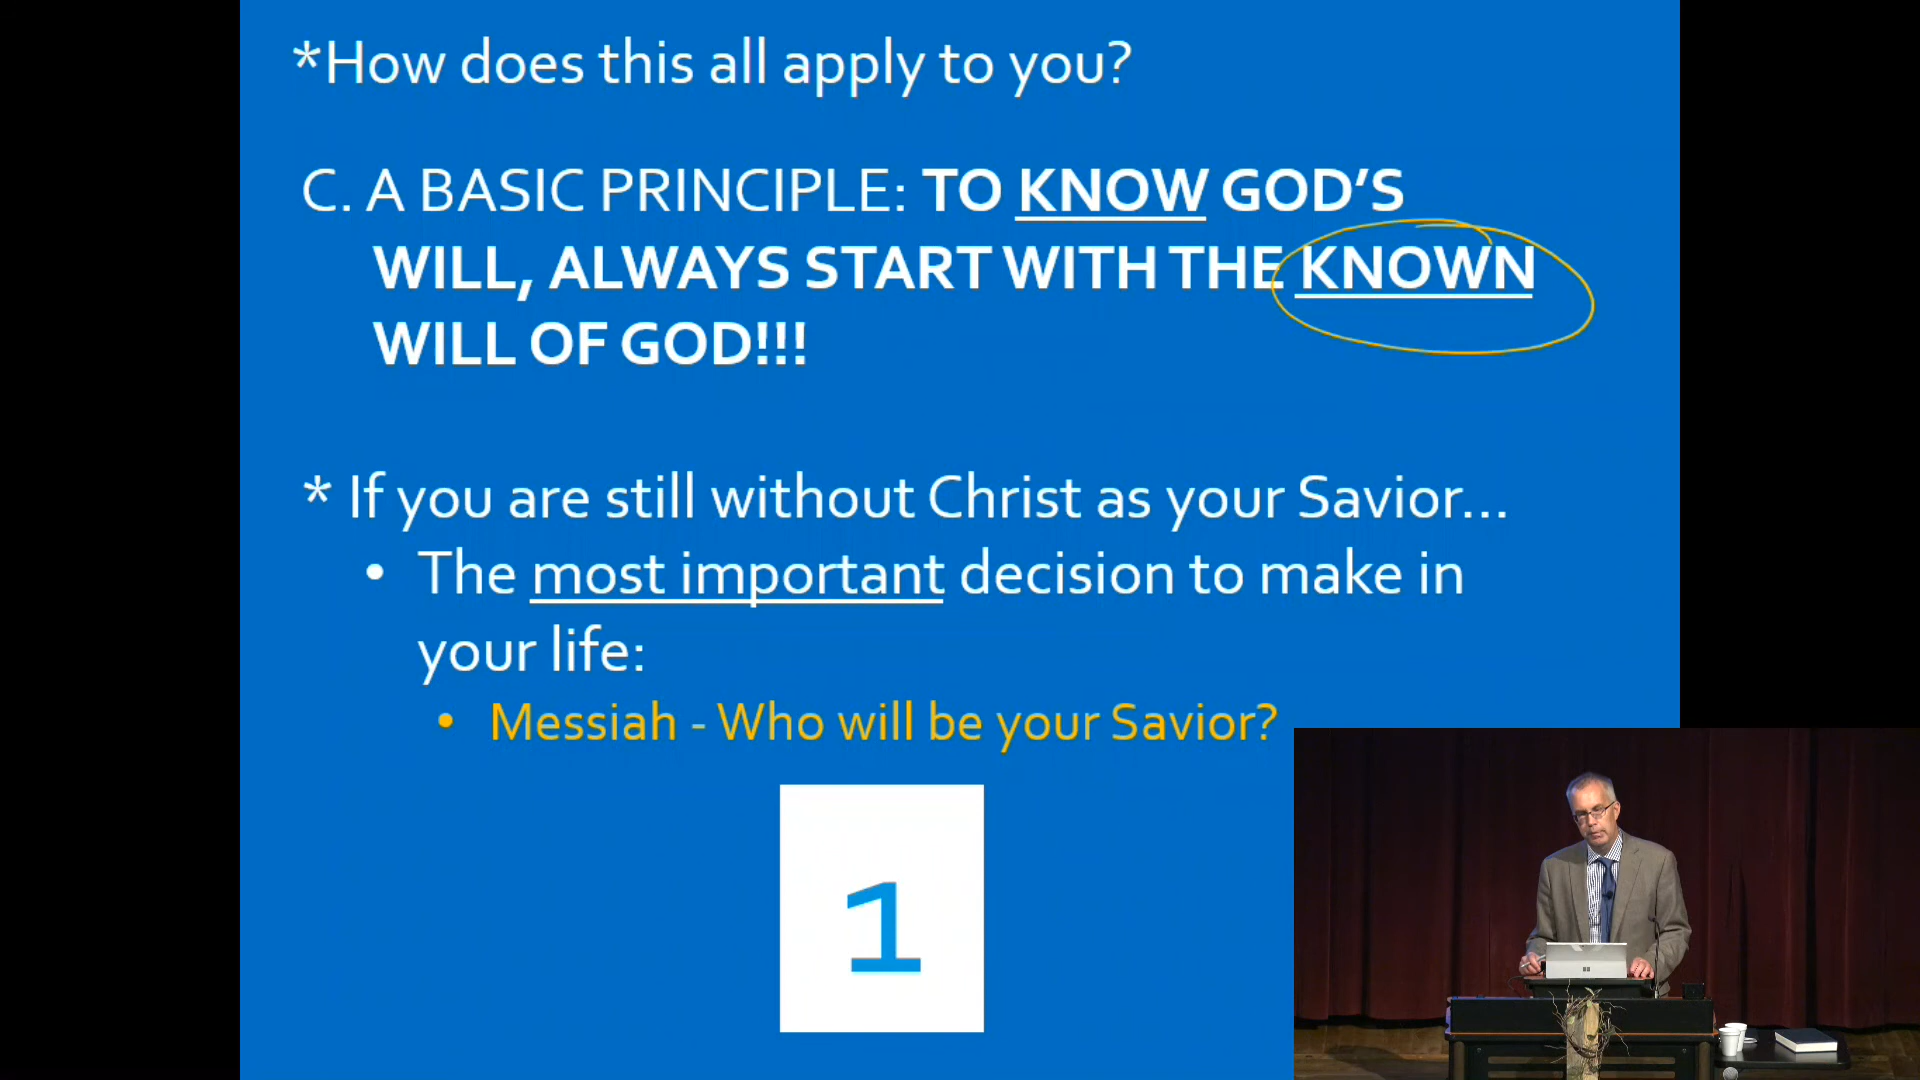 *How does this all apply to you?
C. A BASIC PRINCIPLE: TO KNOW GOD’S
WILL, ALWAYS START WITH THE KNOWN
WILL OF GOD!!!
* If you are still without Christ as your Savior...
• The most important decision to make in
your life:
• Messiah - Who will be your Savior?
1